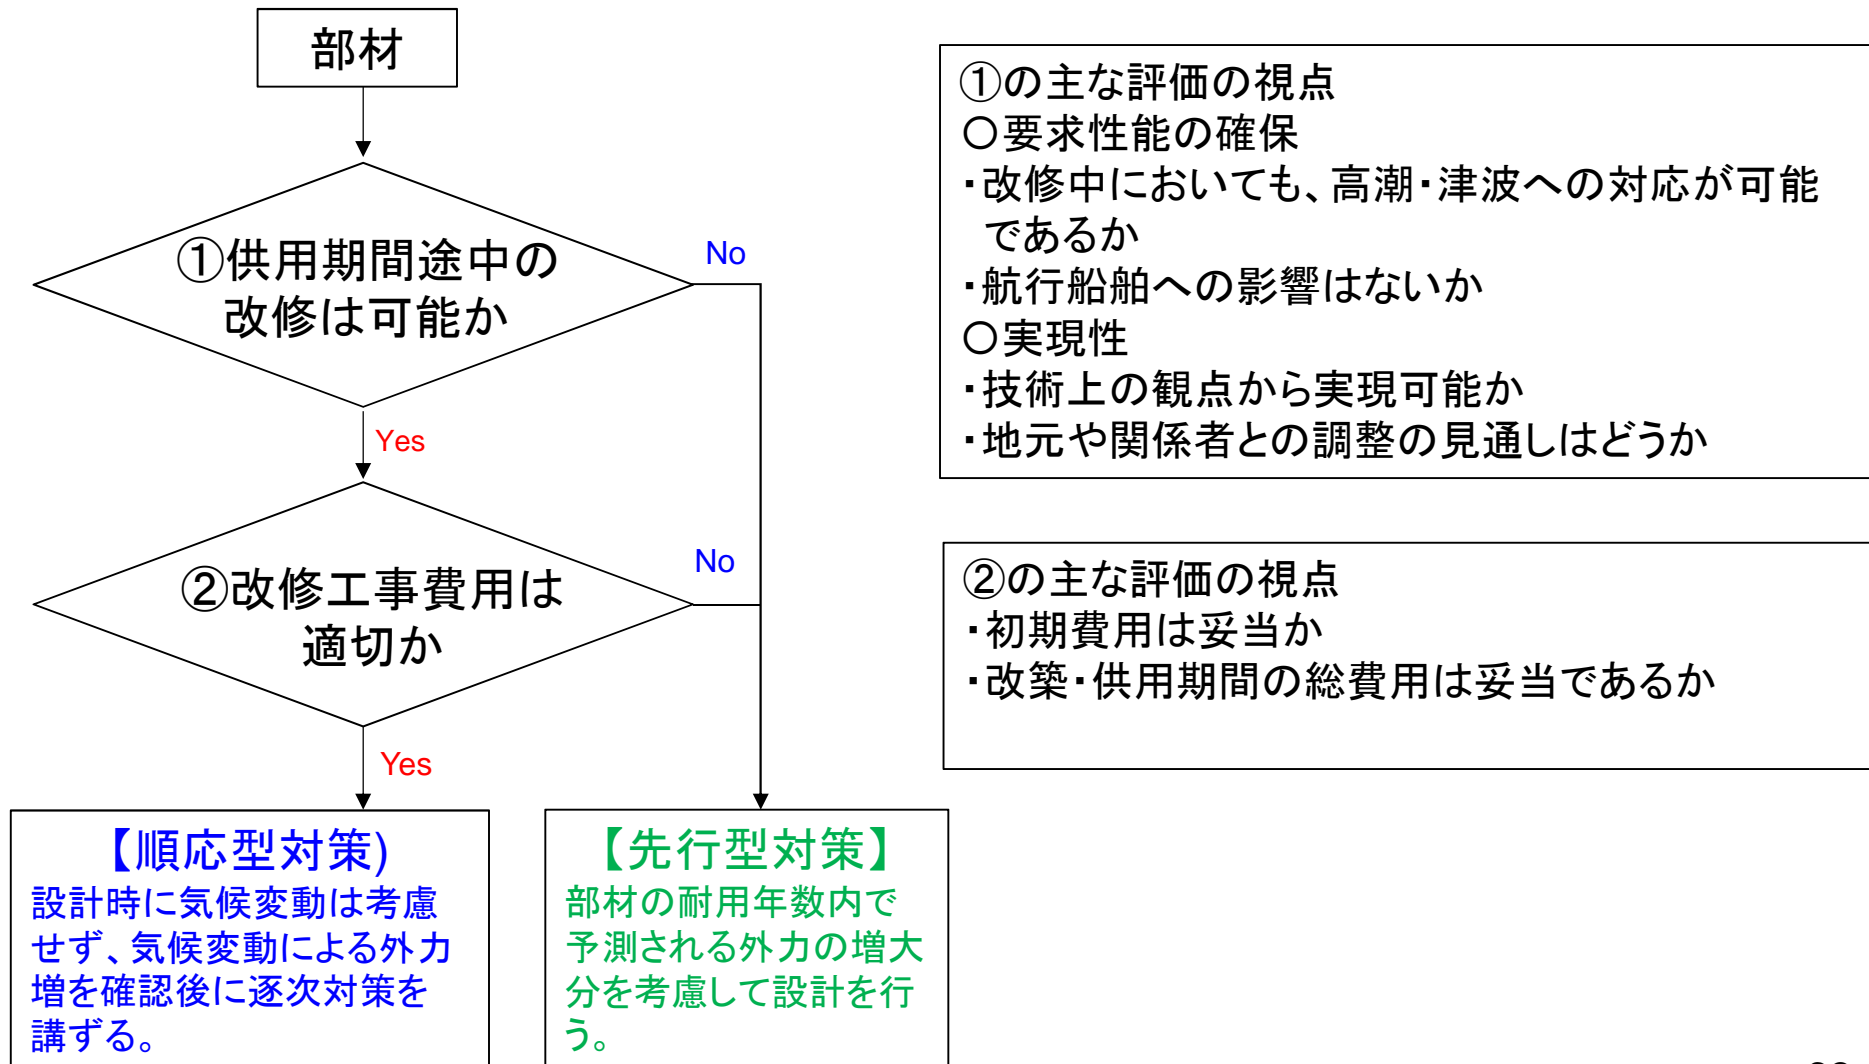 部材
①供用期間途中の
改修は可能か
No
Yes
②改修工事費用は
適切か
No
Yes
【順応型対策)
設計時に気候変動は考慮
せず、気候変動による外力
増を確認後に逐次対策を
講ずる。
【先行型対策】
部材の耐用年数内で
予測される外力の増大
分を考慮して設計を行
う。
①の主な評価の視点
〇要求性能の確保
・改修中においても、高潮・津波への対応が可能
であるか
・航行船舶への影響はないか
〇実現性
・技術上の観点から実現可能か
・地元や関係者との調整の見通しはどうか
②の主な評価の視点
・初期費用は妥当か
・改築・供用期間の総費用は妥当であるか